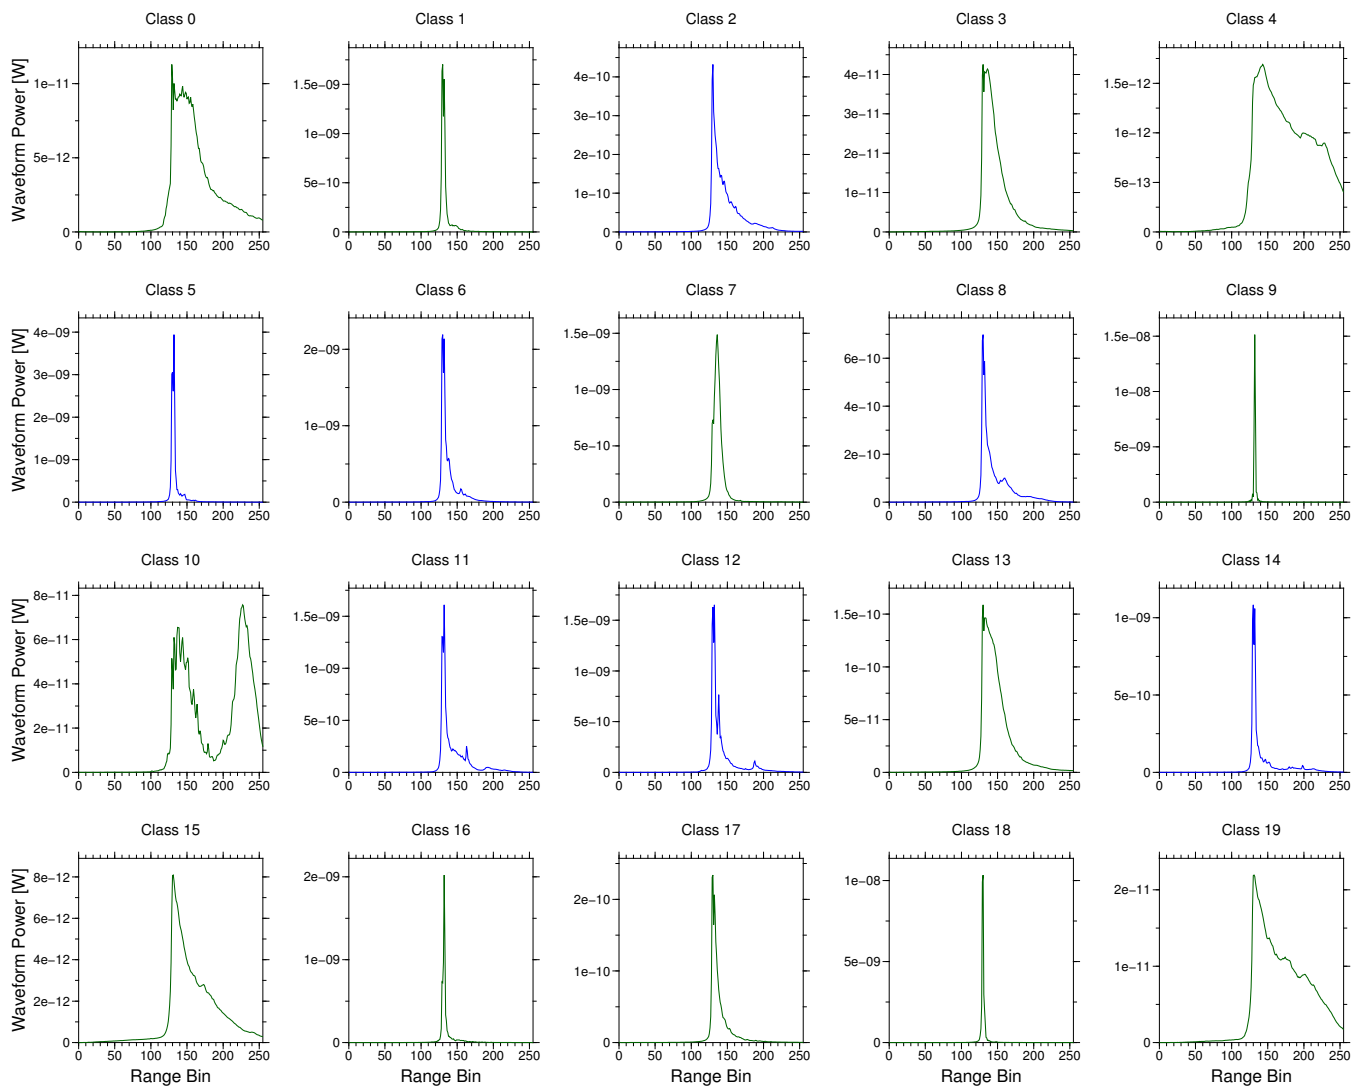 Class 0 Class 1 Class 2 Class 3 Class 4
Waveform Power [W]
1e-11
5e-12
0
0 50 100 150 200 250
1.5e-09
1e-09
5e-10
0
0 50 100 150 200 250
4e-10
3e-10
2e-10
1e-10
0
0 50 100 150 200 250
4e-11
3e-11
2e-11
1e-11
0
0 50 100 150 200 250
1.5e-12
1e-12
5e-13
0
0 50 100 150 200 250
Class 5 Class 6 Class 7 Class 8 Class 9
Waveform Power [W]
4e-09
3e-09
2e-09
1e-09
0
0 50 100 150 200 250
2e-09
1e-09
0
0 50 100 150 200 250
1.5e-09
1e-09
5e-10
0
0 50 100 150 200 250
6e-10
4e-10
2e-10
0
0 50 100 150 200 250
1.5e-08
1e-08
5e-09
0
0 50 100 150 200 250
Class 10 Class 11 Class 12 Class 13 Class 14
Waveform Power [W]
8e-11
6e-11
4e-11
2e-11
0
0 50 100 150 200 250
1.5e-09
1e-09
5e-10
0
0 50 100 150 200 250
1.5e-09
1e-09
5e-10
0
0 50 100 150 200 250
1.5e-10
1e-10
5e-11
0
0 50 100 150 200 250
1e-09
5e-10
0
0 50 100 150 200 250
Class 15 Class 16 Class 17 Class 18 Class 19
Waveform Power [W]
8e-12
6e-12
4e-12
2e-12
0
0 50 100 150 200 250
Range Bin
2e-09
1e-09
0
0 50 100 150 200 250
Range Bin
2e-10
1e-10
0
0 50 100 150 200 250
Range Bin
1e-08
5e-09
0
0 50 100 150 200 250
Range Bin
2e-11
1e-11
0
0 50 100 150 200 250
Range Bin